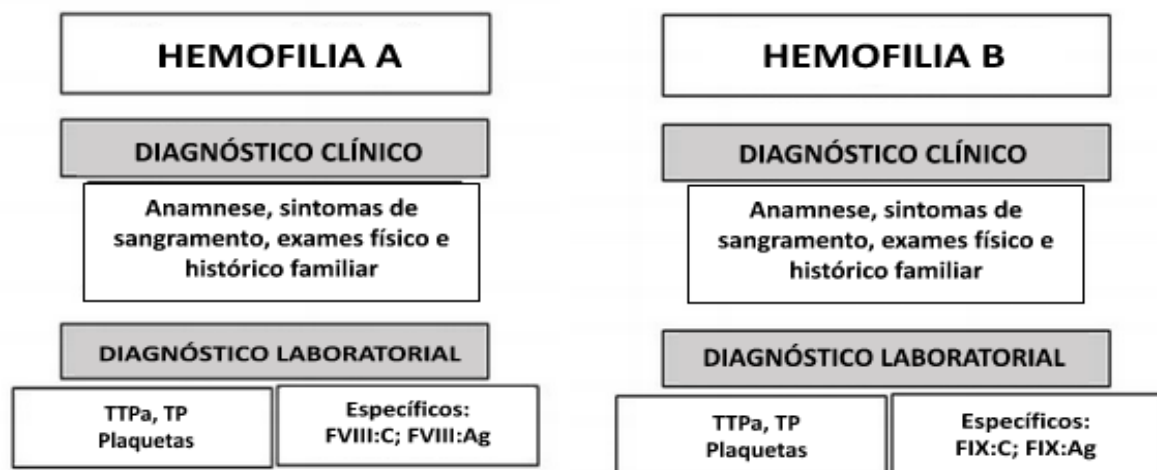 HEMOFILIA A
DIAGNÓSTICO CLÍNICO
Anamnese, sintomas de
sangramento, exames físico e
histórico familiar
DIAGNÓSTICO LABORATORIAL
TTPa, TP
Plaquetas
Específicos:
FVIII:C; FVIII:Ag
HEMOFILIA B
DIAGNÓSTICO CLÍNICO
Anamnese, sintomas de
sangramento, exames físico e
histórico familiar
DIAGNÓSTICO LABORATORIAL
TTPa, TP
Plaquetas
Específicos:
FIX:C; FIX:Ag